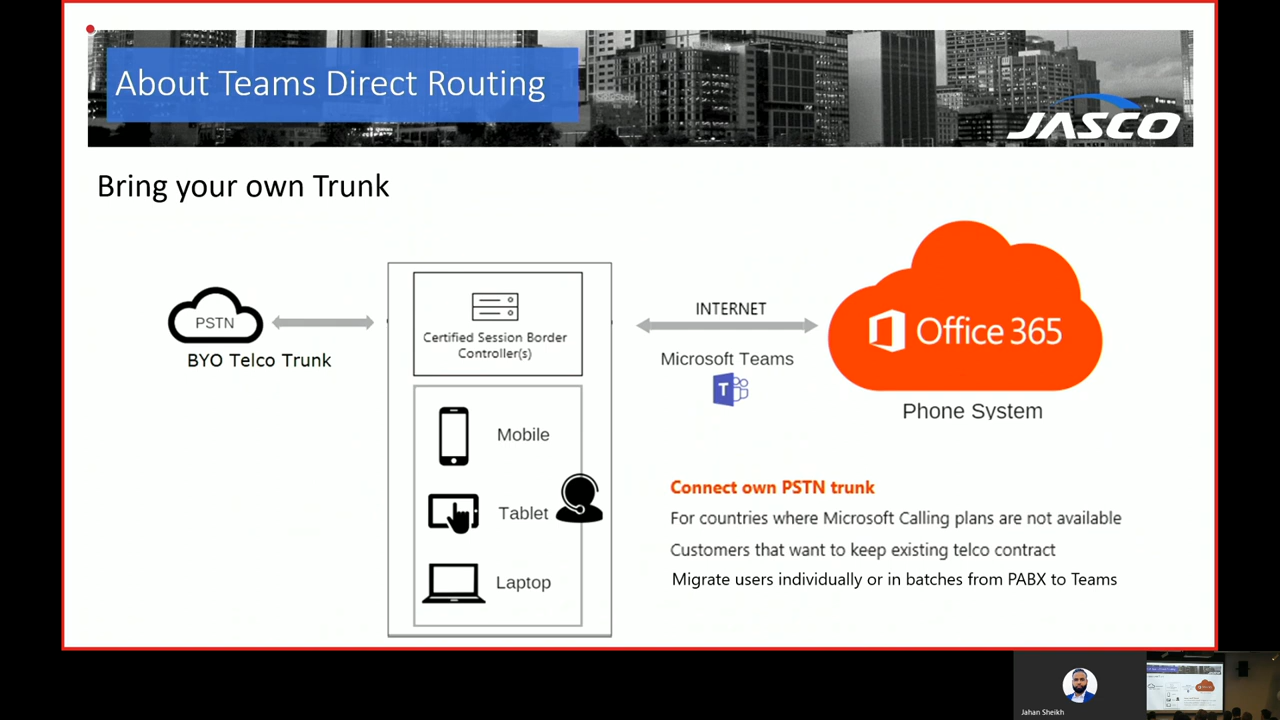 About Teams Direct Routing
JASCO
Bring your own Trunk
PSTN
BYO Telco Trunk
Certified Session Border
Controller(s)
Mobile
Tablet
Laptop
INTERNET
Microsoft Teams
T
Office 365
Phone System
Connect own PSTN trunk
For countries where Microsoft Calling plans are not available
Customers that want to keep existing telco contract
Migrate users individually or in batches from PABX to Teams
Jahan Sheikh